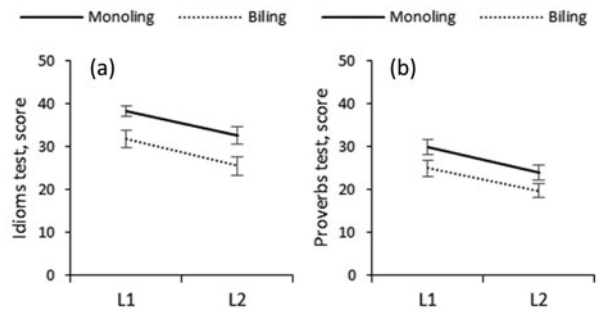 Monoling Biling Monoling Biling
(a) (b)
Idioms test, score
50
40
30
20
10
0
L1 L2
Proverbs test, score
50
40
30
20
10
0
L1 L2